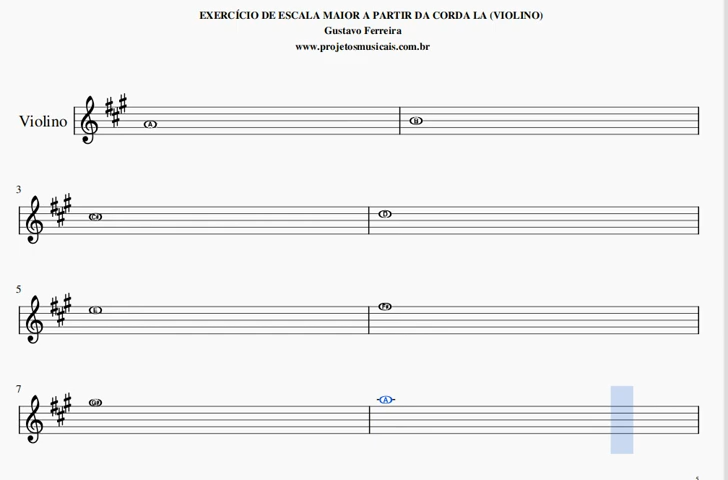 EXERCÍCIO DE ESCALA MAIOR A PARTIR DA CORDA LA (VIOLINO)
Gustavo Ferreira
www.projetosmusicais.com.br
Violino
A B
3
C# D
5
E F#
7
G# A